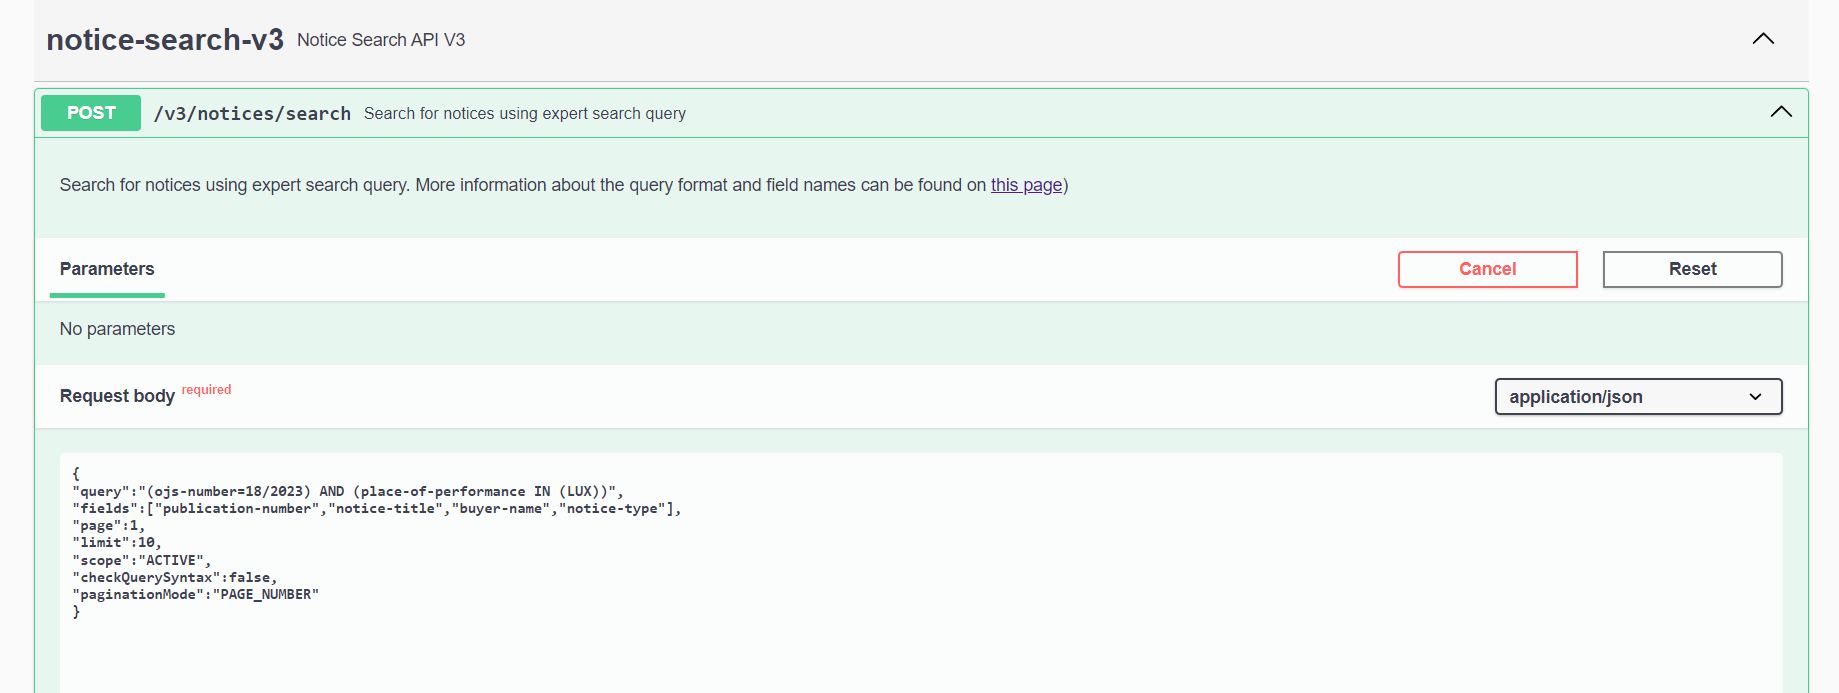 notice-search-v3 Notice Search API V3
POST /v3/notices/search Search for notices using expert search query
Search for notices using expert search query. More information about the query format and field names can be found on this page)
Parameters
Cancel
Reset
No parameters
Request body required
application/json
{
"query":"(ojs-number=18/2023) AND (place-of-performance IN (LUX))",
"fields":["publication-number","notice-title","buyer-name","notice-type"],
"page":1,
"limit":10,
"scope":"ACTIVE",
"checkQuerySyntax":false,
"paginationMode":"PAGE_NUMBER"
}